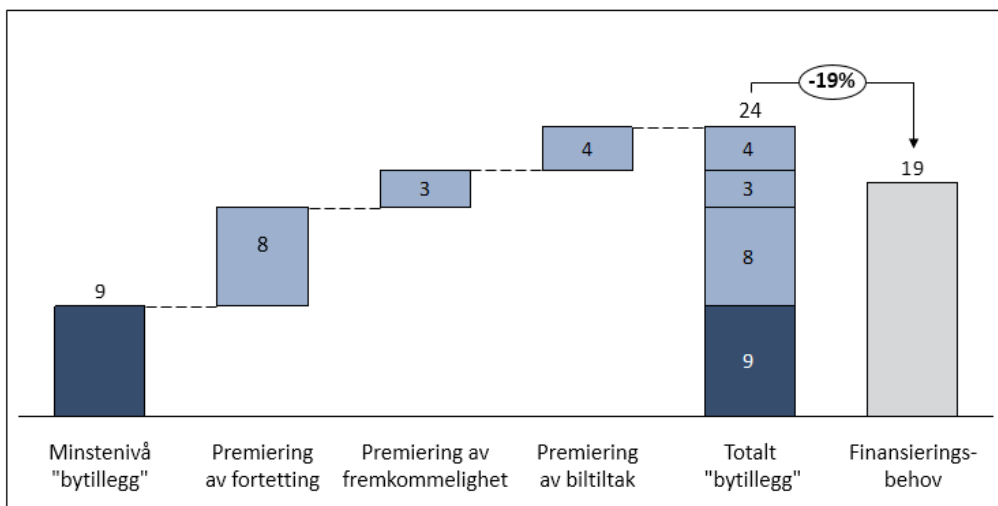 -19%
24
4
4
19
3
3
8
8
9
9
Minstenivå
"bytillegg"
Premiering
av fortetting
Premiering av
fremkommelighet
Premiering
av biltiltak
Totalt
"bytillegg"
Finansierings-
behov